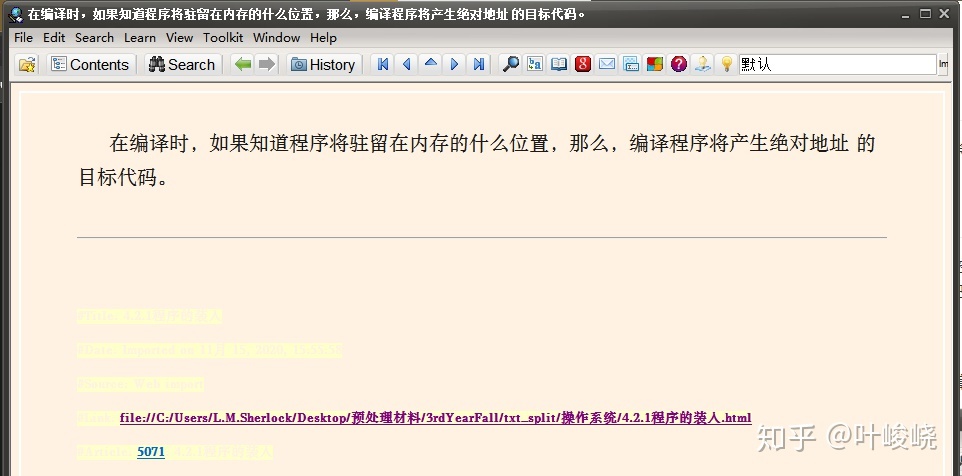 在编译时，如果知道程序将驻留在内存的什么位置，那么，编译程序将产生绝对地址 的目标代码。
File Edit Search Learn View Toolkit Window Help
Contents Search History 默认 Im
在编译时，如果知道程序将驻留在内存的什么位置，那么，编译程序将产生绝对地址 的
目标代码。
file://C:/Users/L.M.Sherlock/Desktop/预处理材料/3rdYearFall/txt_split/操作系统/4.2.1程序的装入.html
5071
知乎 @叶峻峣